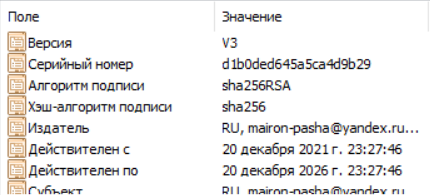 Поле Значение
Версия V3
Серийный номер d1b0ded645a5ca4d9b29
Алгоритм подписи sha256RSA
Хэш-алгоритм подписи sha256
Издатель RU, mairon-pasha@yandex.ru...
Действителен с 20 декабря 2021 г. 23:27:46
Действителен по 20 декабря 2026 г. 23:27:46
Субъект RU, mairon-pasha@yandex.ru